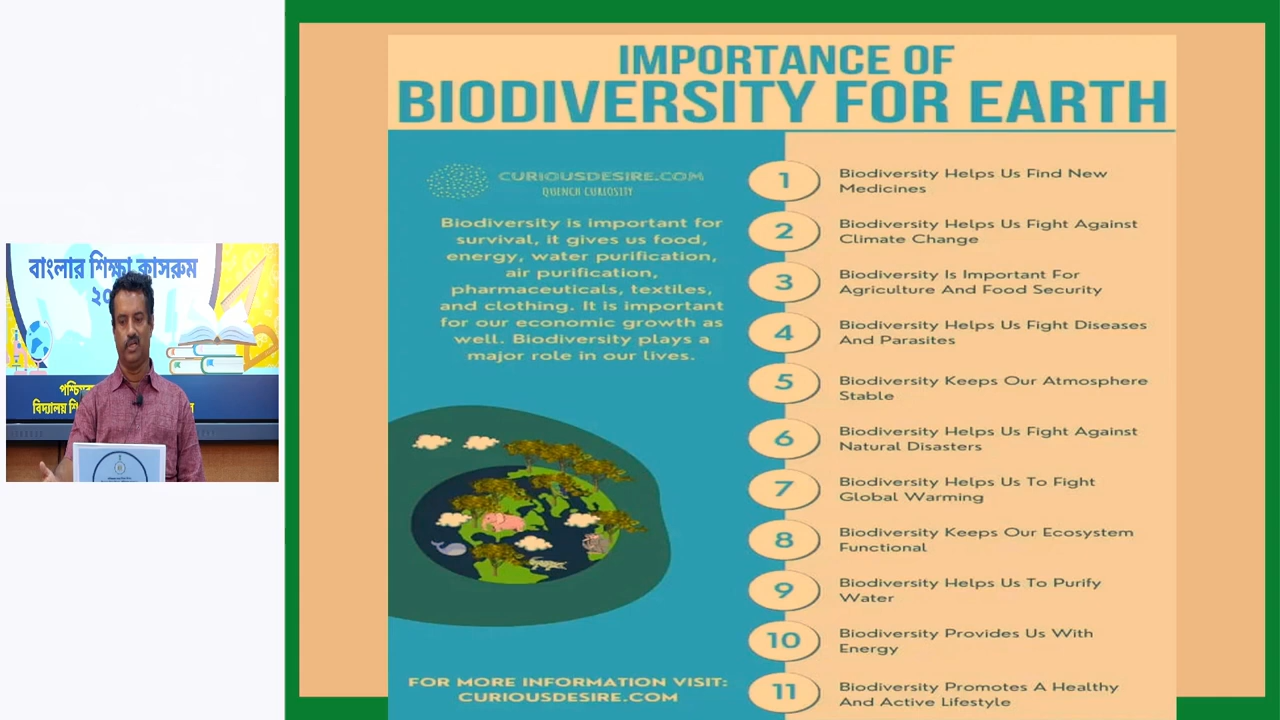 IMPORTANCE OF
BIODIVERSITY FOR EARTH
CURIOUSDESIRE.COM
QUENCH CURIOSITY
Biodiversity is important for
survival, it gives us food,
energy, water purification,
air purification,
pharmaceuticals, textiles,
and clothing. It is important
for our economic growth as
well. Biodiversity plays a
major role in our lives.
FOR MORE INFORMATION VISIT:
CURIOUSDESIRE.COM
1
Biodiversity Helps Us Find New
Medicines
2
Biodiversity Helps Us Fight Against
Climate Change
3
Biodiversity Is Important For
Agriculture And Food Security
4
Biodiversity Helps Us Fight Diseases
And Parasites
5
Biodiversity Keeps Our Atmosphere
Stable
6
Biodiversity Helps Us Fight Against
Natural Disasters
7
Biodiversity Helps Us To Fight
Global Warming
8
Biodiversity Keeps Our Ecosystem
Functional
9
Biodiversity Helps Us To Purify
Water
10
Biodiversity Provides Us With
Energy
11
Biodiversity Promotes A Healthy
And Active Lifestyle
বাংলার শিক্ষা ক্লাসরুম
বিদ্যালয়